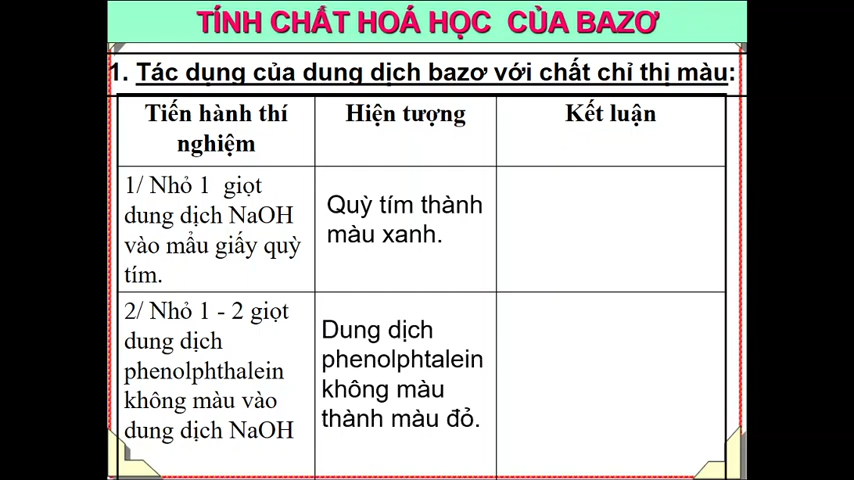 TÍNH CHẤT HOÁ HỌC CỦA BAZƠ
1. Tác dụng của dung dịch bazơ với chất chỉ thị màu:
Tiến hành thí
nghiệm
Hiện tượng
Kết luận
1/ Nhỏ 1 giọt
dung dịch NaOH
vào mẩu giấy quỳ
tím.
Quỳ tím thành
màu xanh.
2/ Nhỏ 1 - 2 giọt
dung dịch
phenolphthalein
không màu vào
dung dịch NaOH
Dung dịch
phenolphtalein
không màu
thành màu đỏ.